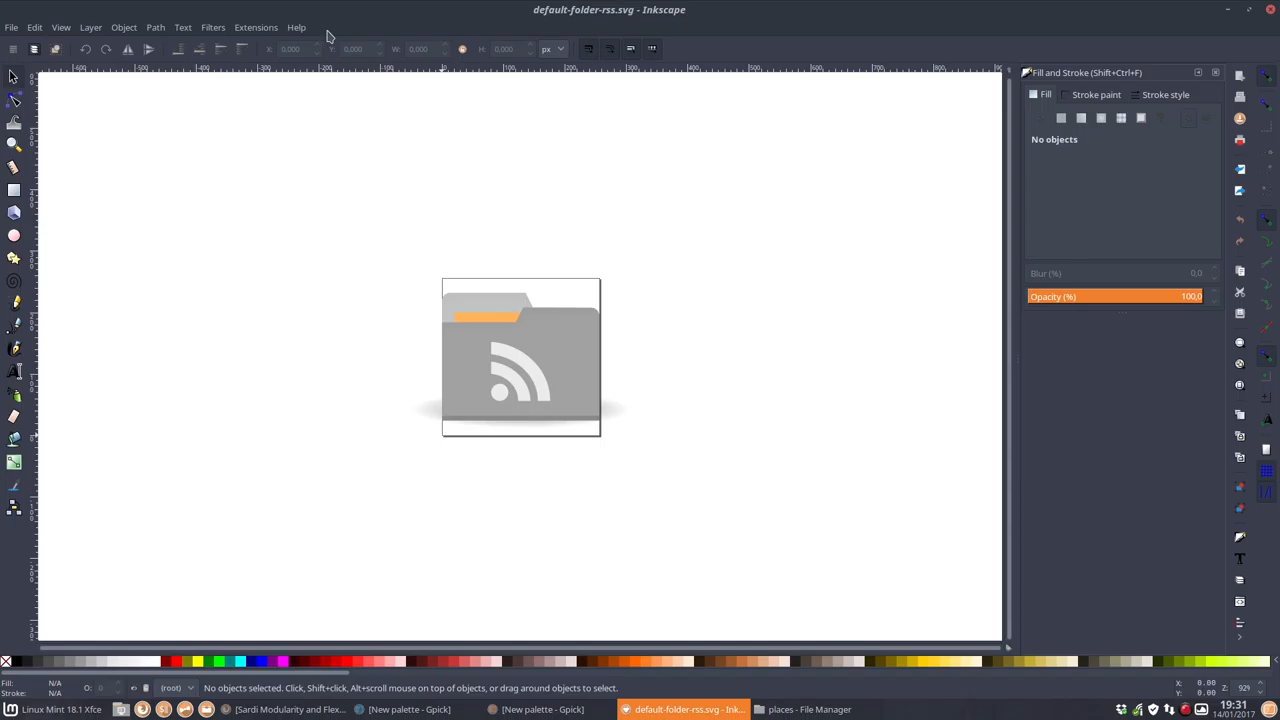 default-folder-rss.svg - Inkscape
File Edit View Layer Object Path Text Filters Extensions Help
X: 0,000 Y: 0,000 W: 0,000 H: 0,000 px
Fill and Stroke (Shift+Ctrl+F)
Fill Stroke paint Stroke style
No objects
Blur (%) 0,0
Opacity (%) 100,0
Fill: N/A
Stroke: N/A
O: 0
(root)
No objects selected. Click, Shift+click, Alt+scroll mouse on top of objects, or drag around objects to select.
X: 0.00
Y: 0.00
Z: 92%
Linux Mint 18.1 Xfce
[Sardi Modularity and Flex...
[New palette - Gpick]
[New palette - Gpick]
default-folder-rss.svg - Ink...
places - File Manager
19:31
14/01/2017